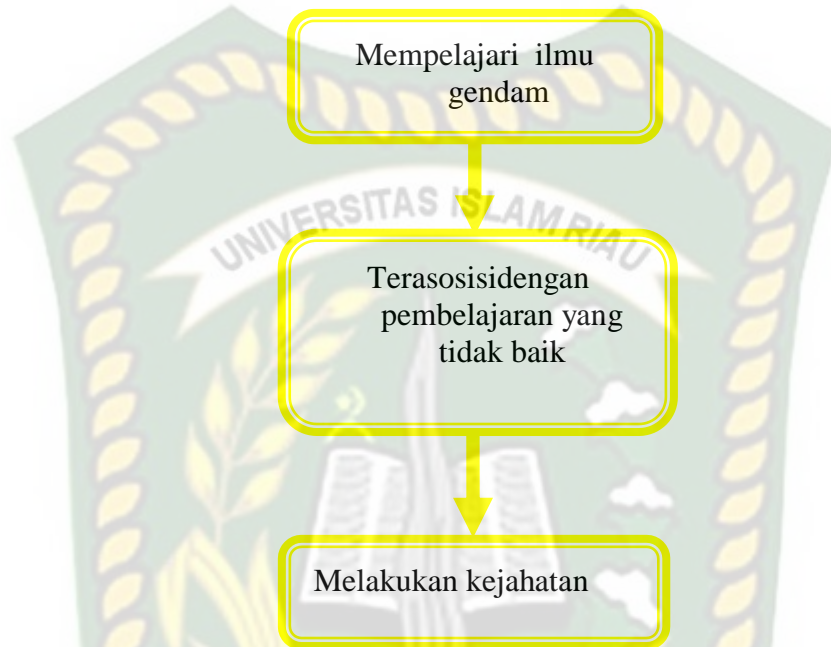 Mempelajari ilmu
gendam
UNIVERSITAS ISLAM RIAU
Terasosisidengan
pembelajaran yang
tidak baik
Melakukan kejahatan